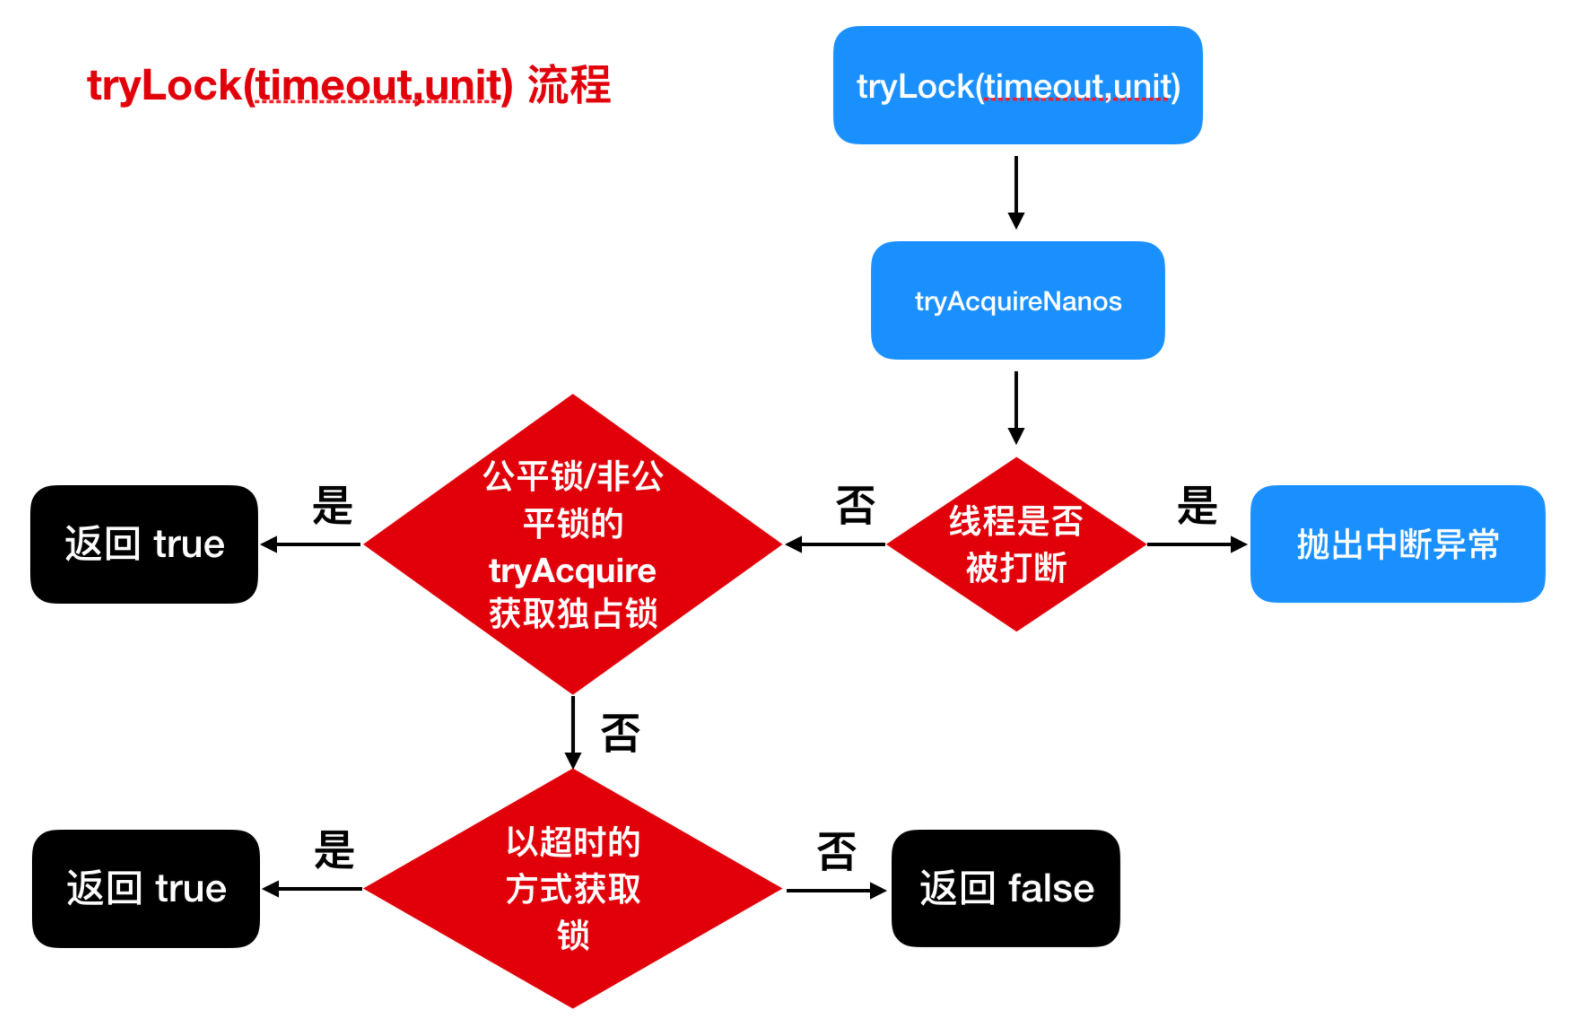 tryLock(timeout,unit) 流程
tryLock(timeout,unit)
tryAcquireNanos
线程是否
被打断
是
抛出中断异常
否
公平锁/非公
平锁的
tryAcquire
获取独占锁
是
返回 true
否
以超时的
方式获取
锁
是
返回 true
否
返回 false